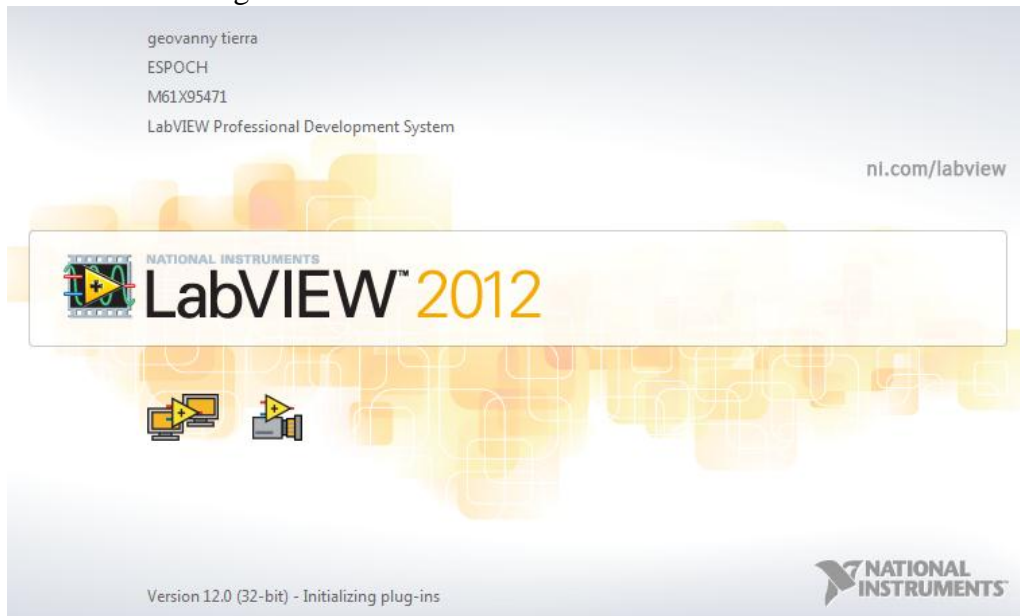 geovanny tierra
ESPOCH
M61X95471
LabVIEW Professional Development System
ni.com/labview
NATIONAL INSTRUMENTS
LabVIEW™ 2012
NATIONAL
INSTRUMENTS™
Version 12.0 (32-bit) - Initializing plug-ins